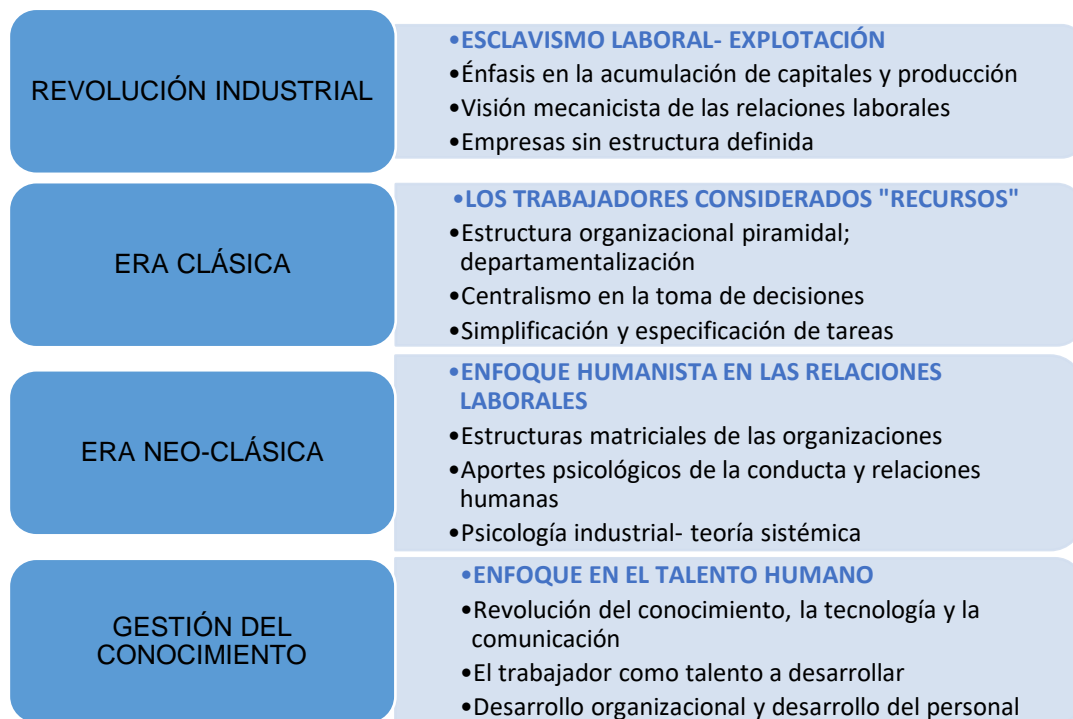 REVOLUCIÓN INDUSTRIAL
•ESCLAVISMO LABORAL- EXPLOTACIÓN
•Énfasis en la acumulación de capitales y producción
•Visión mecanicista de las relaciones laborales
•Empresas sin estructura definida
ERA CLÁSICA
•LOS TRABAJADORES CONSIDERADOS "RECURSOS"
•Estructura organizacional piramidal;
departamentalización
•Centralismo en la toma de decisiones
•Simplificación y especificación de tareas
ERA NEO-CLÁSICA
•ENFOQUE HUMANISTA EN LAS RELACIONES
LABORALES
•Estructuras matriciales de las organizaciones
•Aportes psicológicos de la conducta y relaciones
humanas
•Psicología industrial- teoría sistémica
GESTIÓN DEL
CONOCIMIENTO
•ENFOQUE EN EL TALENTO HUMANO
•Revolución del conocimiento, la tecnología y la
comunicación
•El trabajador como talento a desarrollar
•Desarrollo organizacional y desarrollo del personal